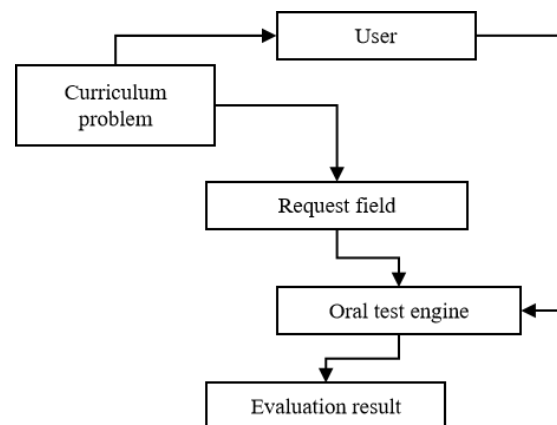 User
Curriculum
problem
Request field
Oral test engine
Evaluation result